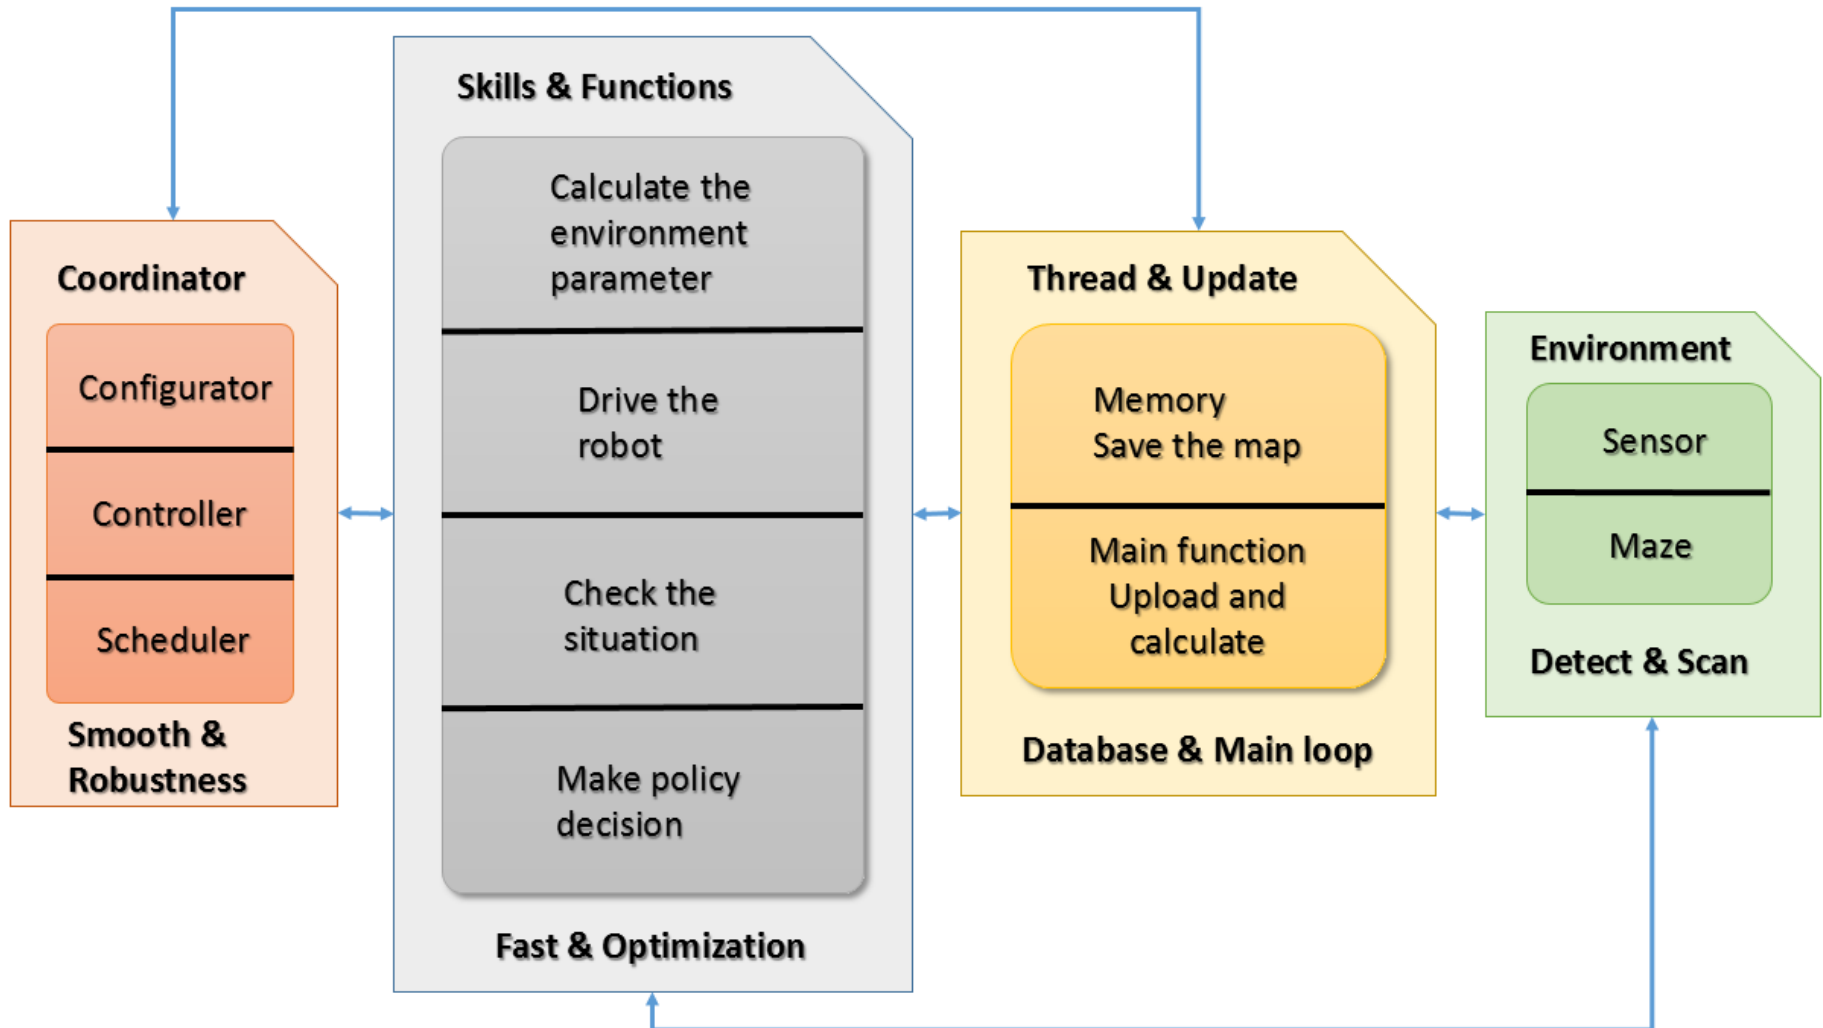 Coordinator
Configurator
Controller
Scheduler
Smooth &
Robustness
Skills & Functions
Calculate the
environment
parameter
Drive the
robot
Check the
situation
Make policy
decision
Fast & Optimization
Thread & Update
Memory
Save the map
Main function
Upload and
calculate
Database & Main loop
Environment
Sensor
Maze
Detect & Scan